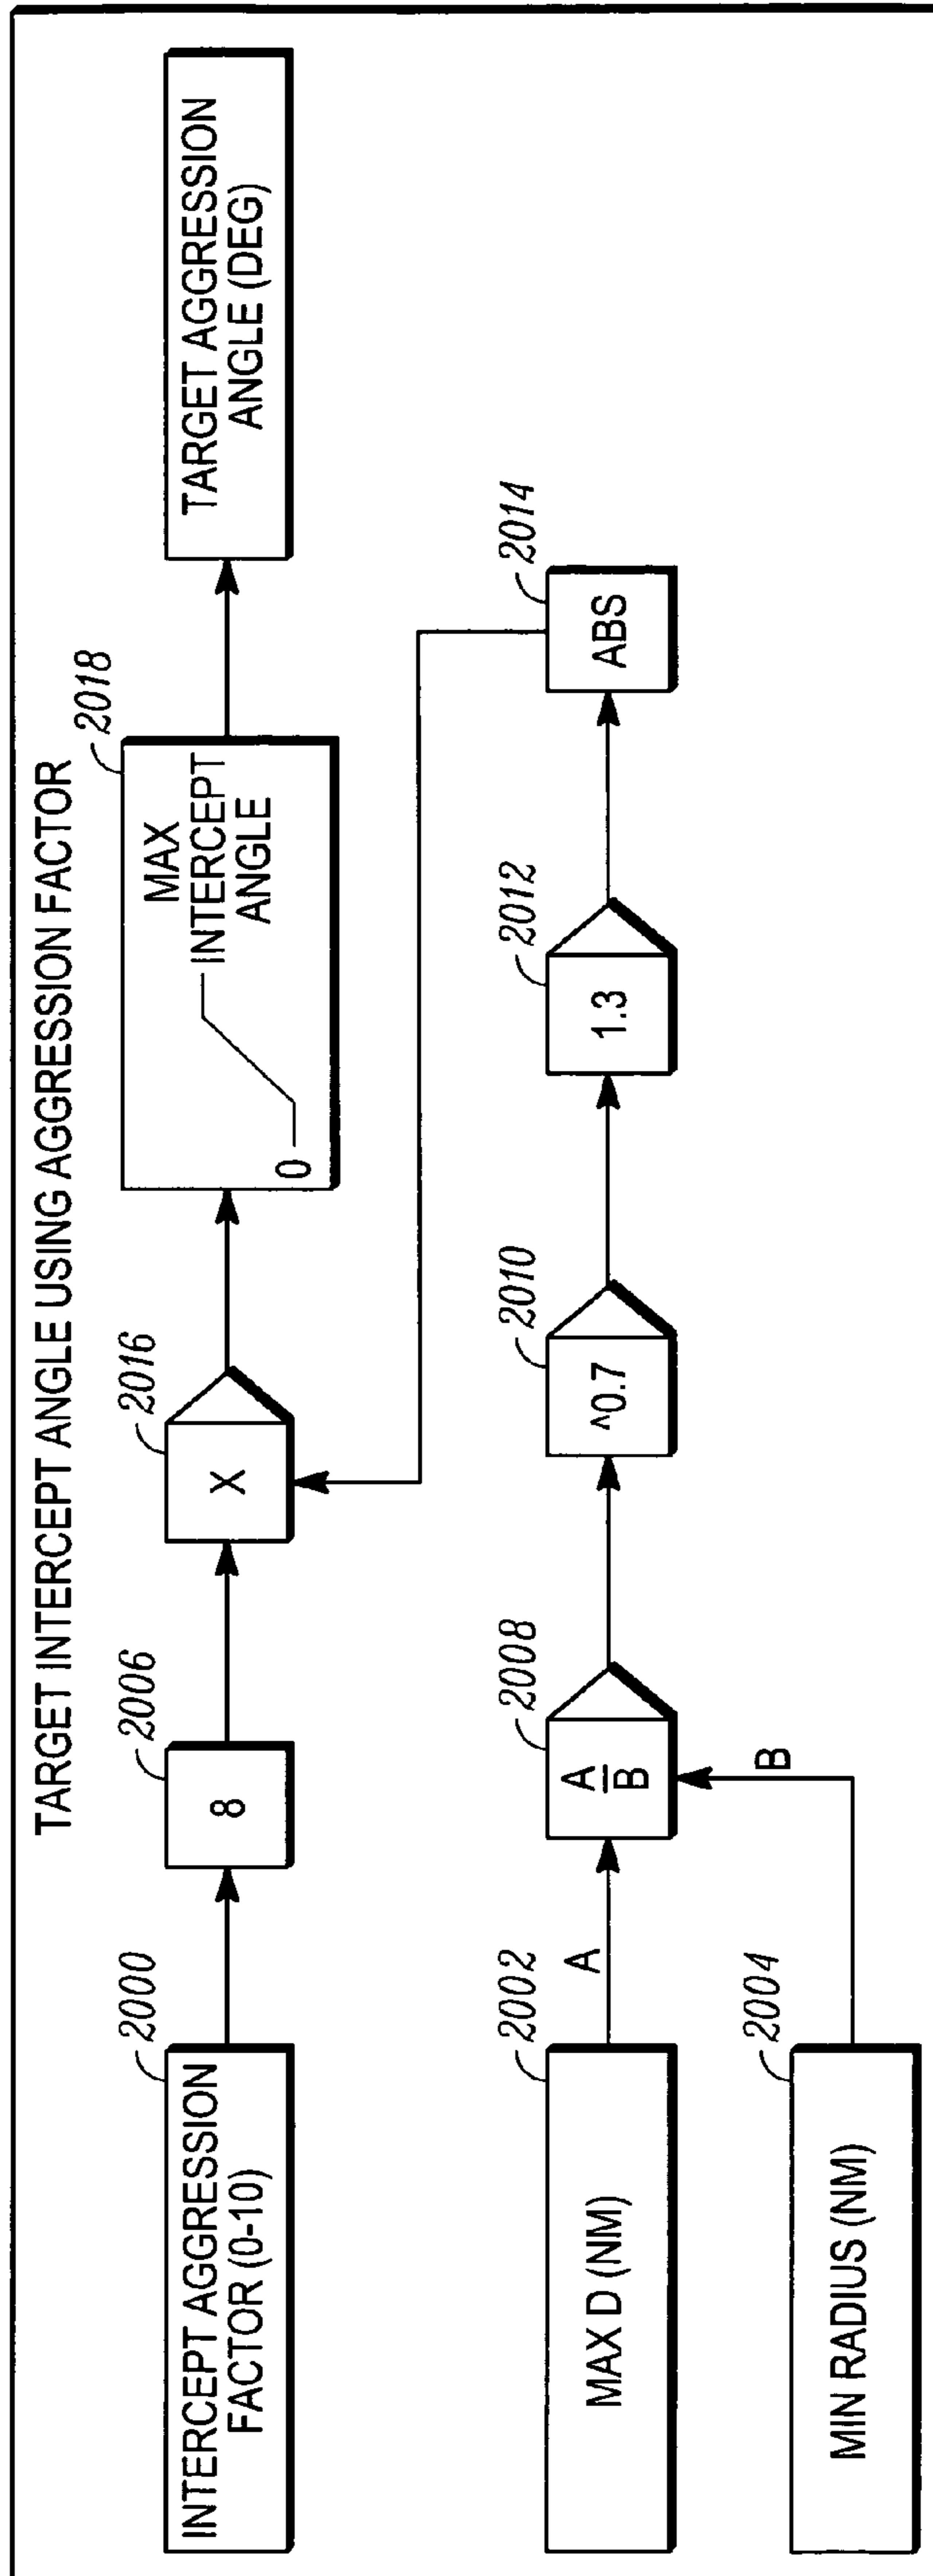 TARGET INTERCEPT ANGLE USING AGGRESSION FACTOR
2000
INTERCEPT AGGRESSION
FACTOR (0-10)
2006
8
2016
X
2018
MAX
INTERCEPT
ANGLE
0
TARGET AGGRESSION
ANGLE (DEG)
2002
MAX D (NM)
A
2008
A
B
2010
^0.7
2012
1.3
2014
ABS
2004
MIN RADIUS (NM)
B